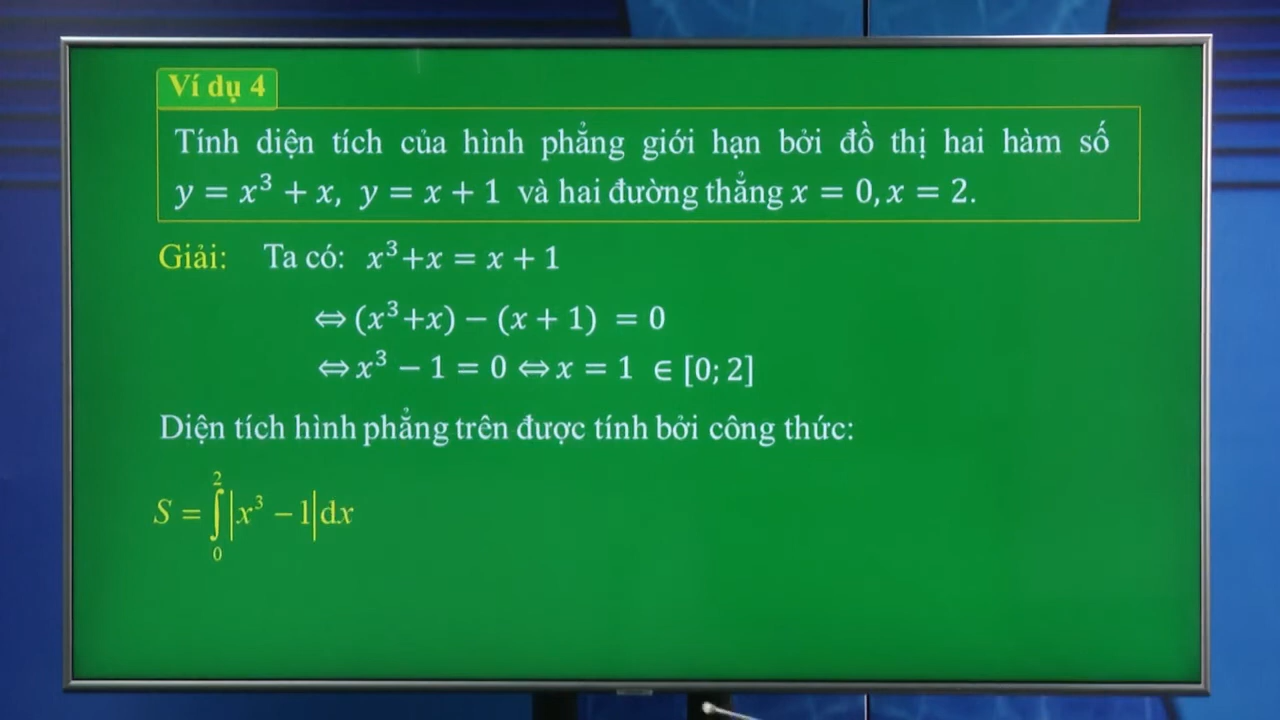 Ví dụ 4
Tính diện tích của hình phẳng giới hạn bởi đồ thị hai hàm số
y = x³ + x, y = x + 1 và hai đường thẳng x = 0, x = 2.
Giải: Ta có: x³+x = x + 1
⇔ (x³+x) − (x + 1) = 0
⇔ x³ − 1 = 0 ⇔ x = 1 ∈ [0; 2]
Diện tích hình phẳng trên được tính bởi công thức:
S = ∫₀² |x³ − 1| dx